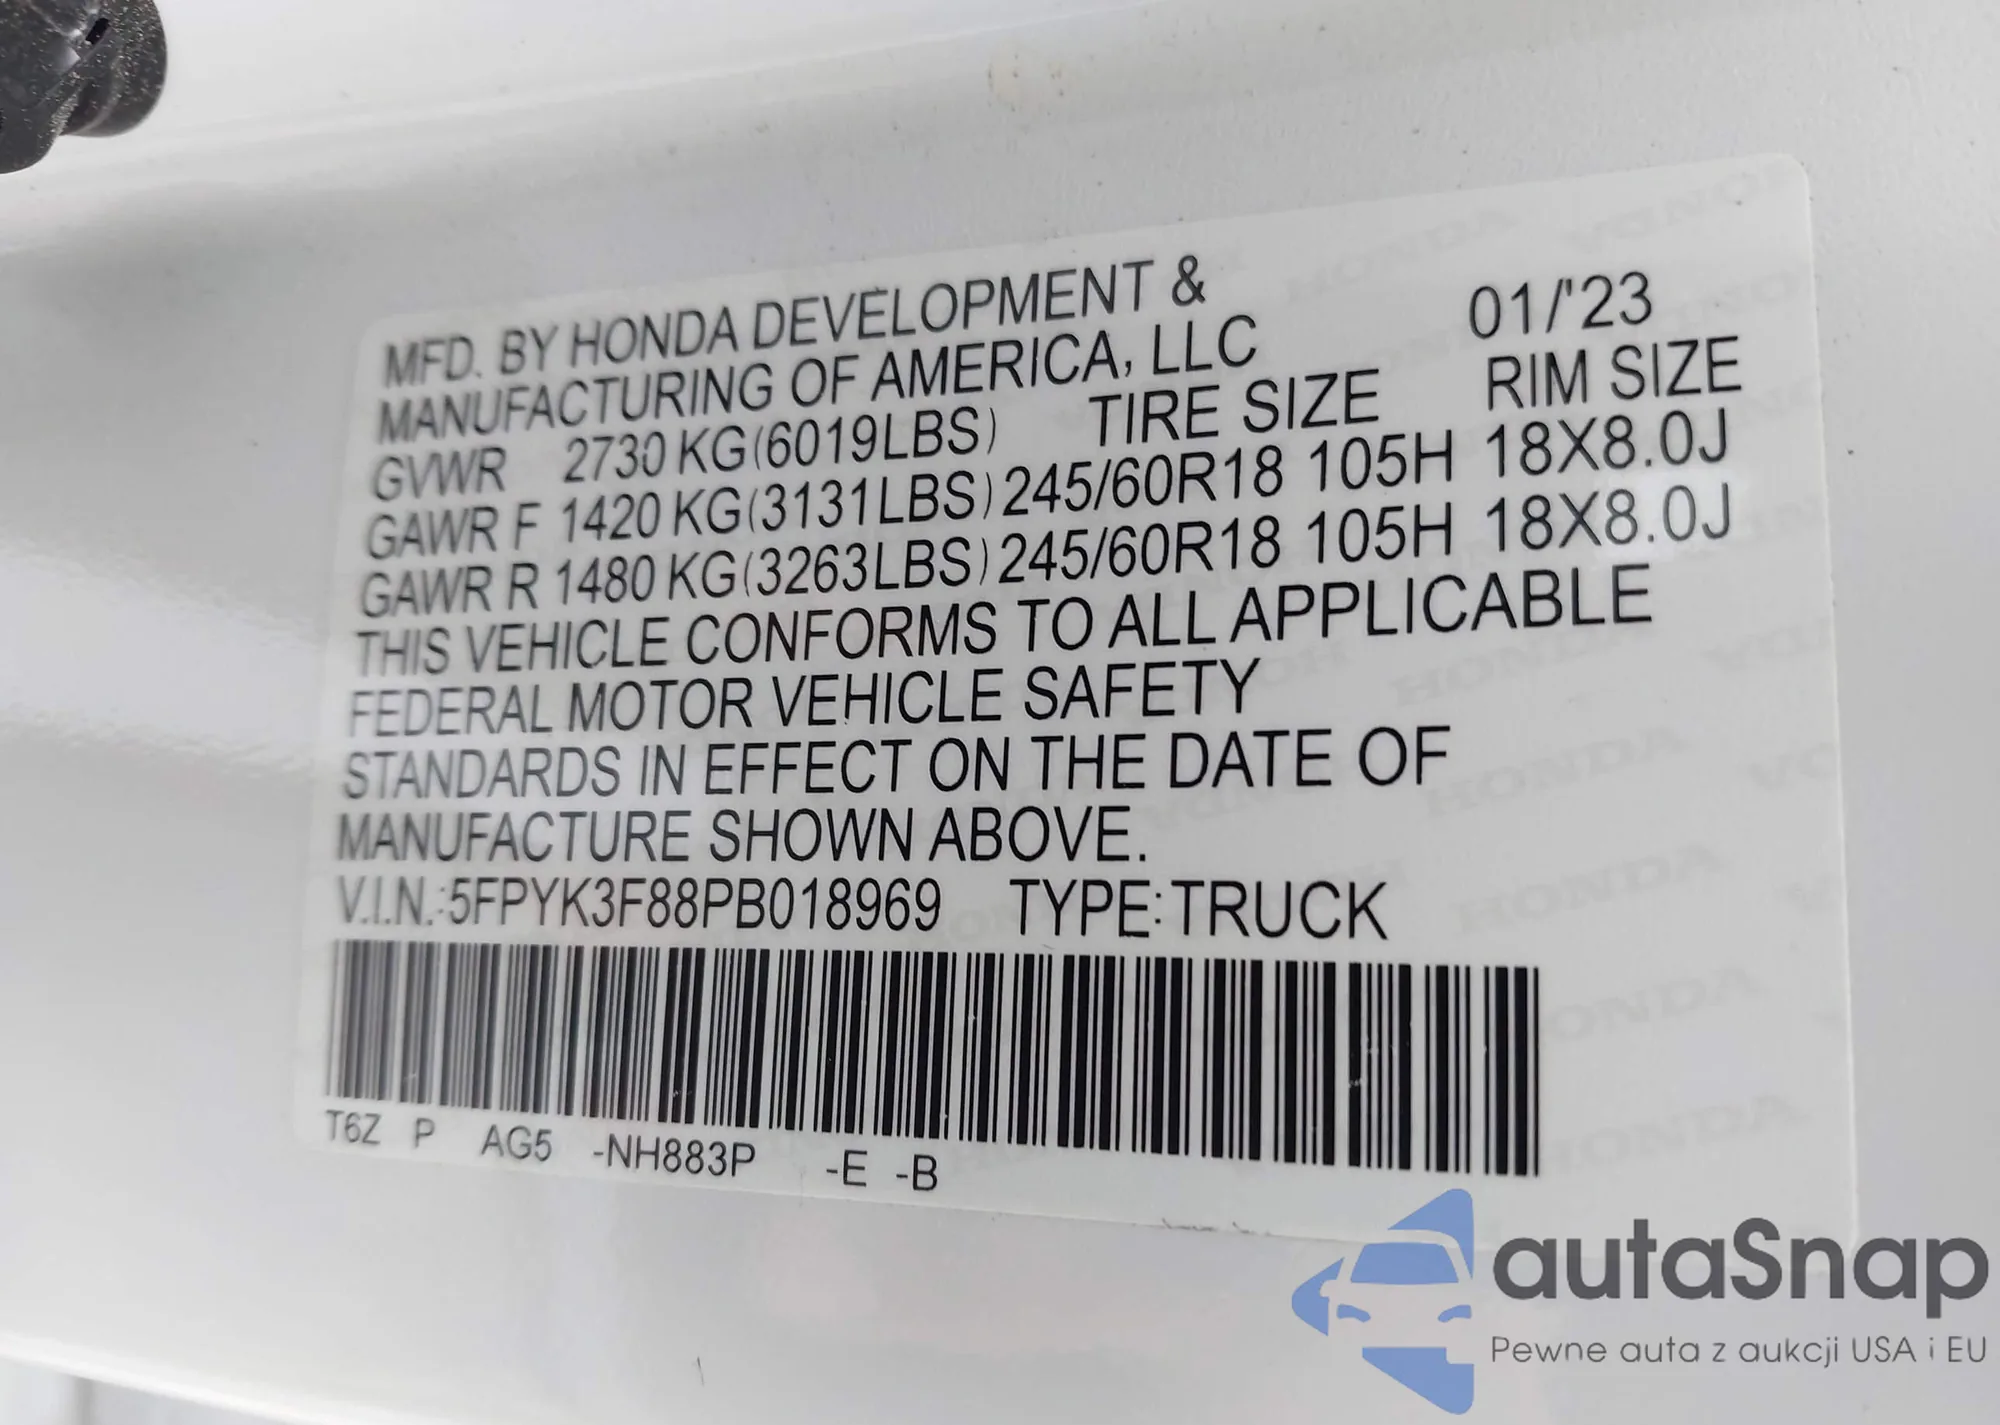 MFD. BY HONDA DEVELOPMENT &
MANUFACTURING OF AMERICA, LLC 01/'23
GVWR 2730 KG(6019LBS) TIRE SIZE RIM SIZE
GAWR F 1420 KG(3131LBS) 245/60R18 105H 18X8.0J
GAWR R 1480 KG(3263LBS) 245/60R18 105H 18X8.0J
THIS VEHICLE CONFORMS TO ALL APPLICABLE
FEDERAL MOTOR VEHICLE SAFETY
STANDARDS IN EFFECT ON THE DATE OF
MANUFACTURE SHOWN ABOVE.
V.I.N.:5FPYK3F88PB018969 TYPE:TRUCK
T6Z P AG5 -NH883P -E -B
autaSnap
Pewne auta z aukcji USA i EU